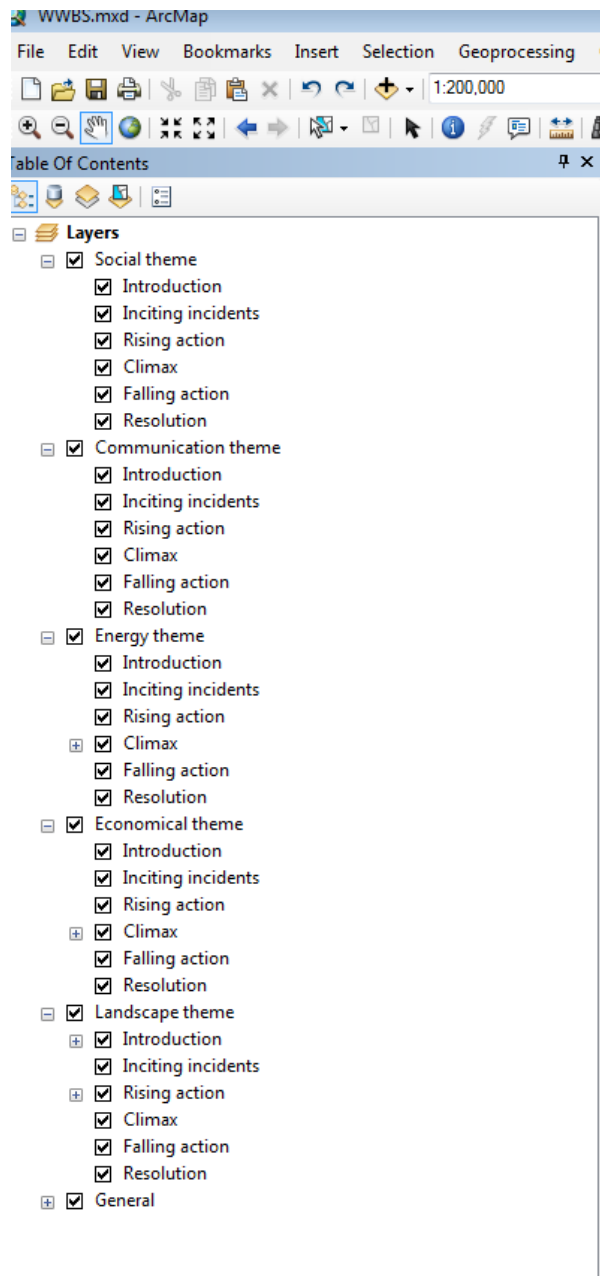 WWBS.mxd - ArcMap
File Edit View Bookmarks Insert Selection Geoprocessing
1:200,000
Table Of Contents
Layers
Social theme
Introduction
Inciting incidents
Rising action
Climax
Falling action
Resolution
Communication theme
Introduction
Inciting incidents
Rising action
Climax
Falling action
Resolution
Energy theme
Introduction
Inciting incidents
Rising action
Climax
Falling action
Resolution
Economical theme
Introduction
Inciting incidents
Rising action
Climax
Falling action
Resolution
Landscape theme
Introduction
Inciting incidents
Rising action
Climax
Falling action
Resolution
General